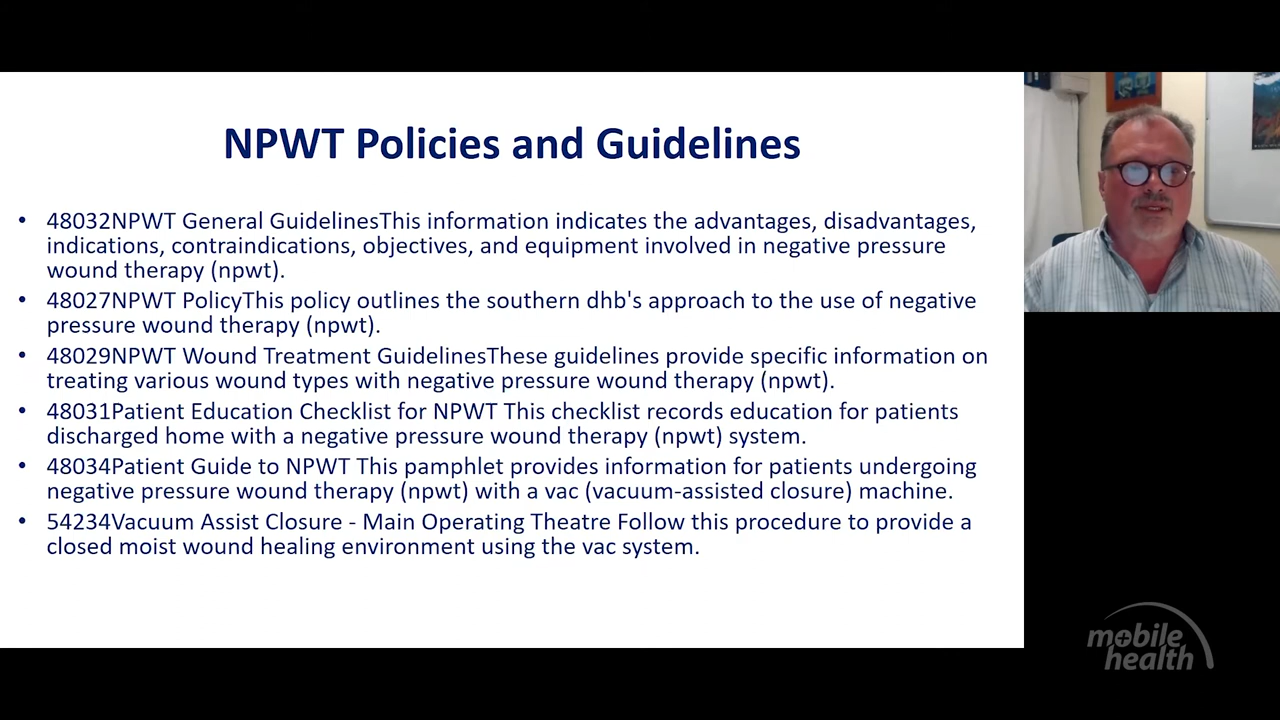 NPWT Policies and Guidelines
• 48032NPWT General GuidelinesThis information indicates the advantages, disadvantages,
indications, contraindications, objectives, and equipment involved in negative pressure
wound therapy (npwt).
• 48027NPWT PolicyThis policy outlines the southern dhb's approach to the use of negative
pressure wound therapy (npwt).
• 48029NPWT Wound Treatment GuidelinesThese guidelines provide specific information on
treating various wound types with negative pressure wound therapy (npwt).
• 48031Patient Education Checklist for NPWT This checklist records education for patients
discharged home with a negative pressure wound therapy (npwt) system.
• 48034Patient Guide to NPWT This pamphlet provides information for patients undergoing
negative pressure wound therapy (npwt) with a vac (vacuum-assisted closure) machine.
• 54234Vacuum Assist Closure - Main Operating Theatre Follow this procedure to provide a
closed moist wound healing environment using the vac system.
mobile
health